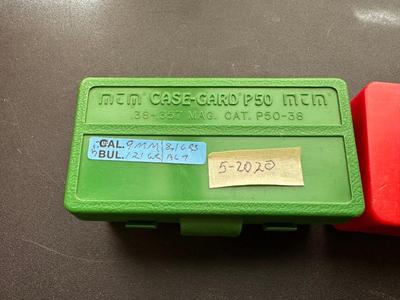 mTm CASE-GARD P50 mTm
.38-.357 MAG. CAT. P50-38
CAL. 9MM
BUL. 121 GR
5-2020